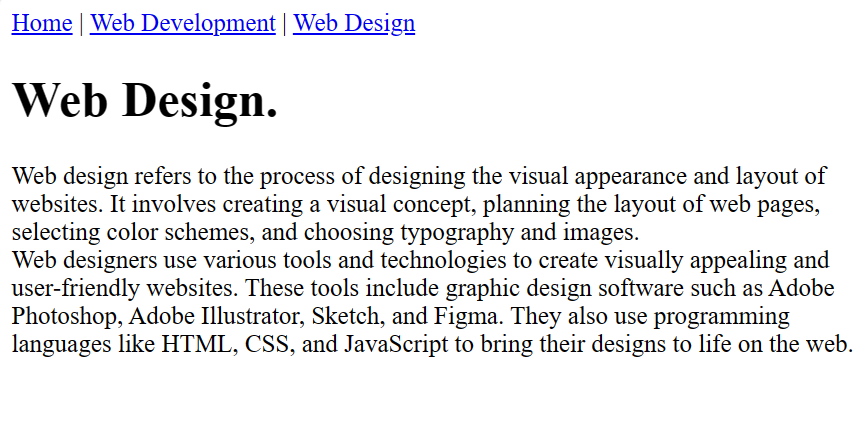 Home | Web Development | Web Design
Web Design.
Web design refers to the process of designing the visual appearance and layout of
websites. It involves creating a visual concept, planning the layout of web pages,
selecting color schemes, and choosing typography and images.
Web designers use various tools and technologies to create visually appealing and
user-friendly websites. These tools include graphic design software such as Adobe
Photoshop, Adobe Illustrator, Sketch, and Figma. They also use programming
languages like HTML, CSS, and JavaScript to bring their designs to life on the web.